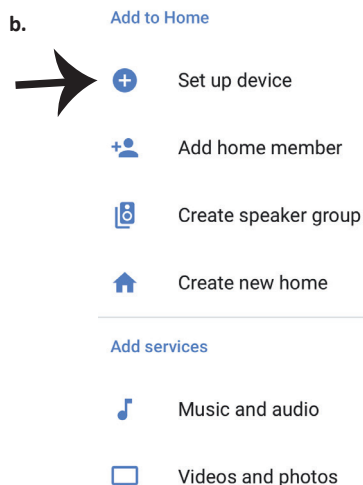 b.
Add to Home
Set up device
Add home member
Create speaker group
Create new home
Add services
Music and audio
Videos and photos